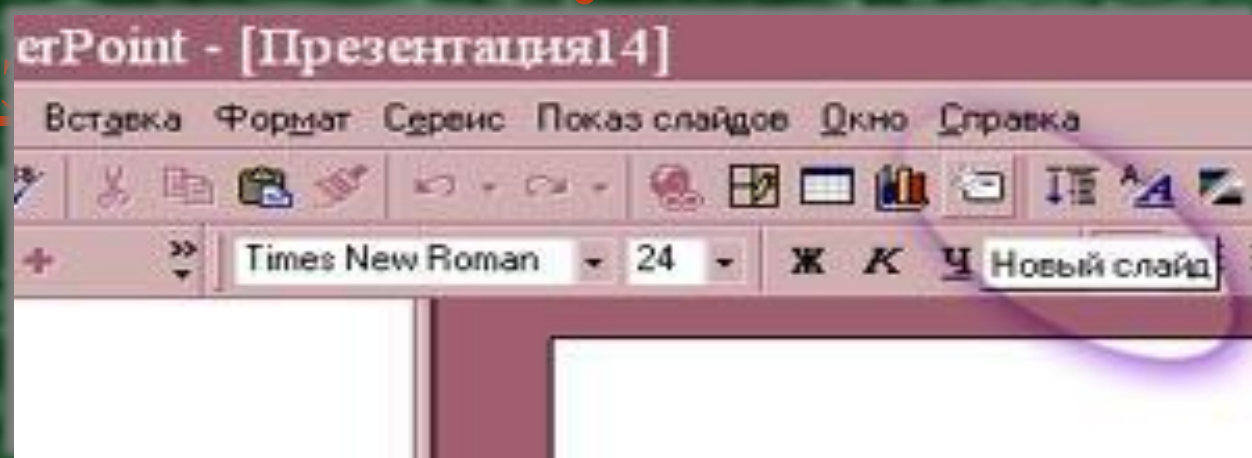 erPoint - [Презентация14]
Вставка Формат Сервис Показ слайдов Окно Справка
Times New Roman 24 Ж К Ч Новый слайд